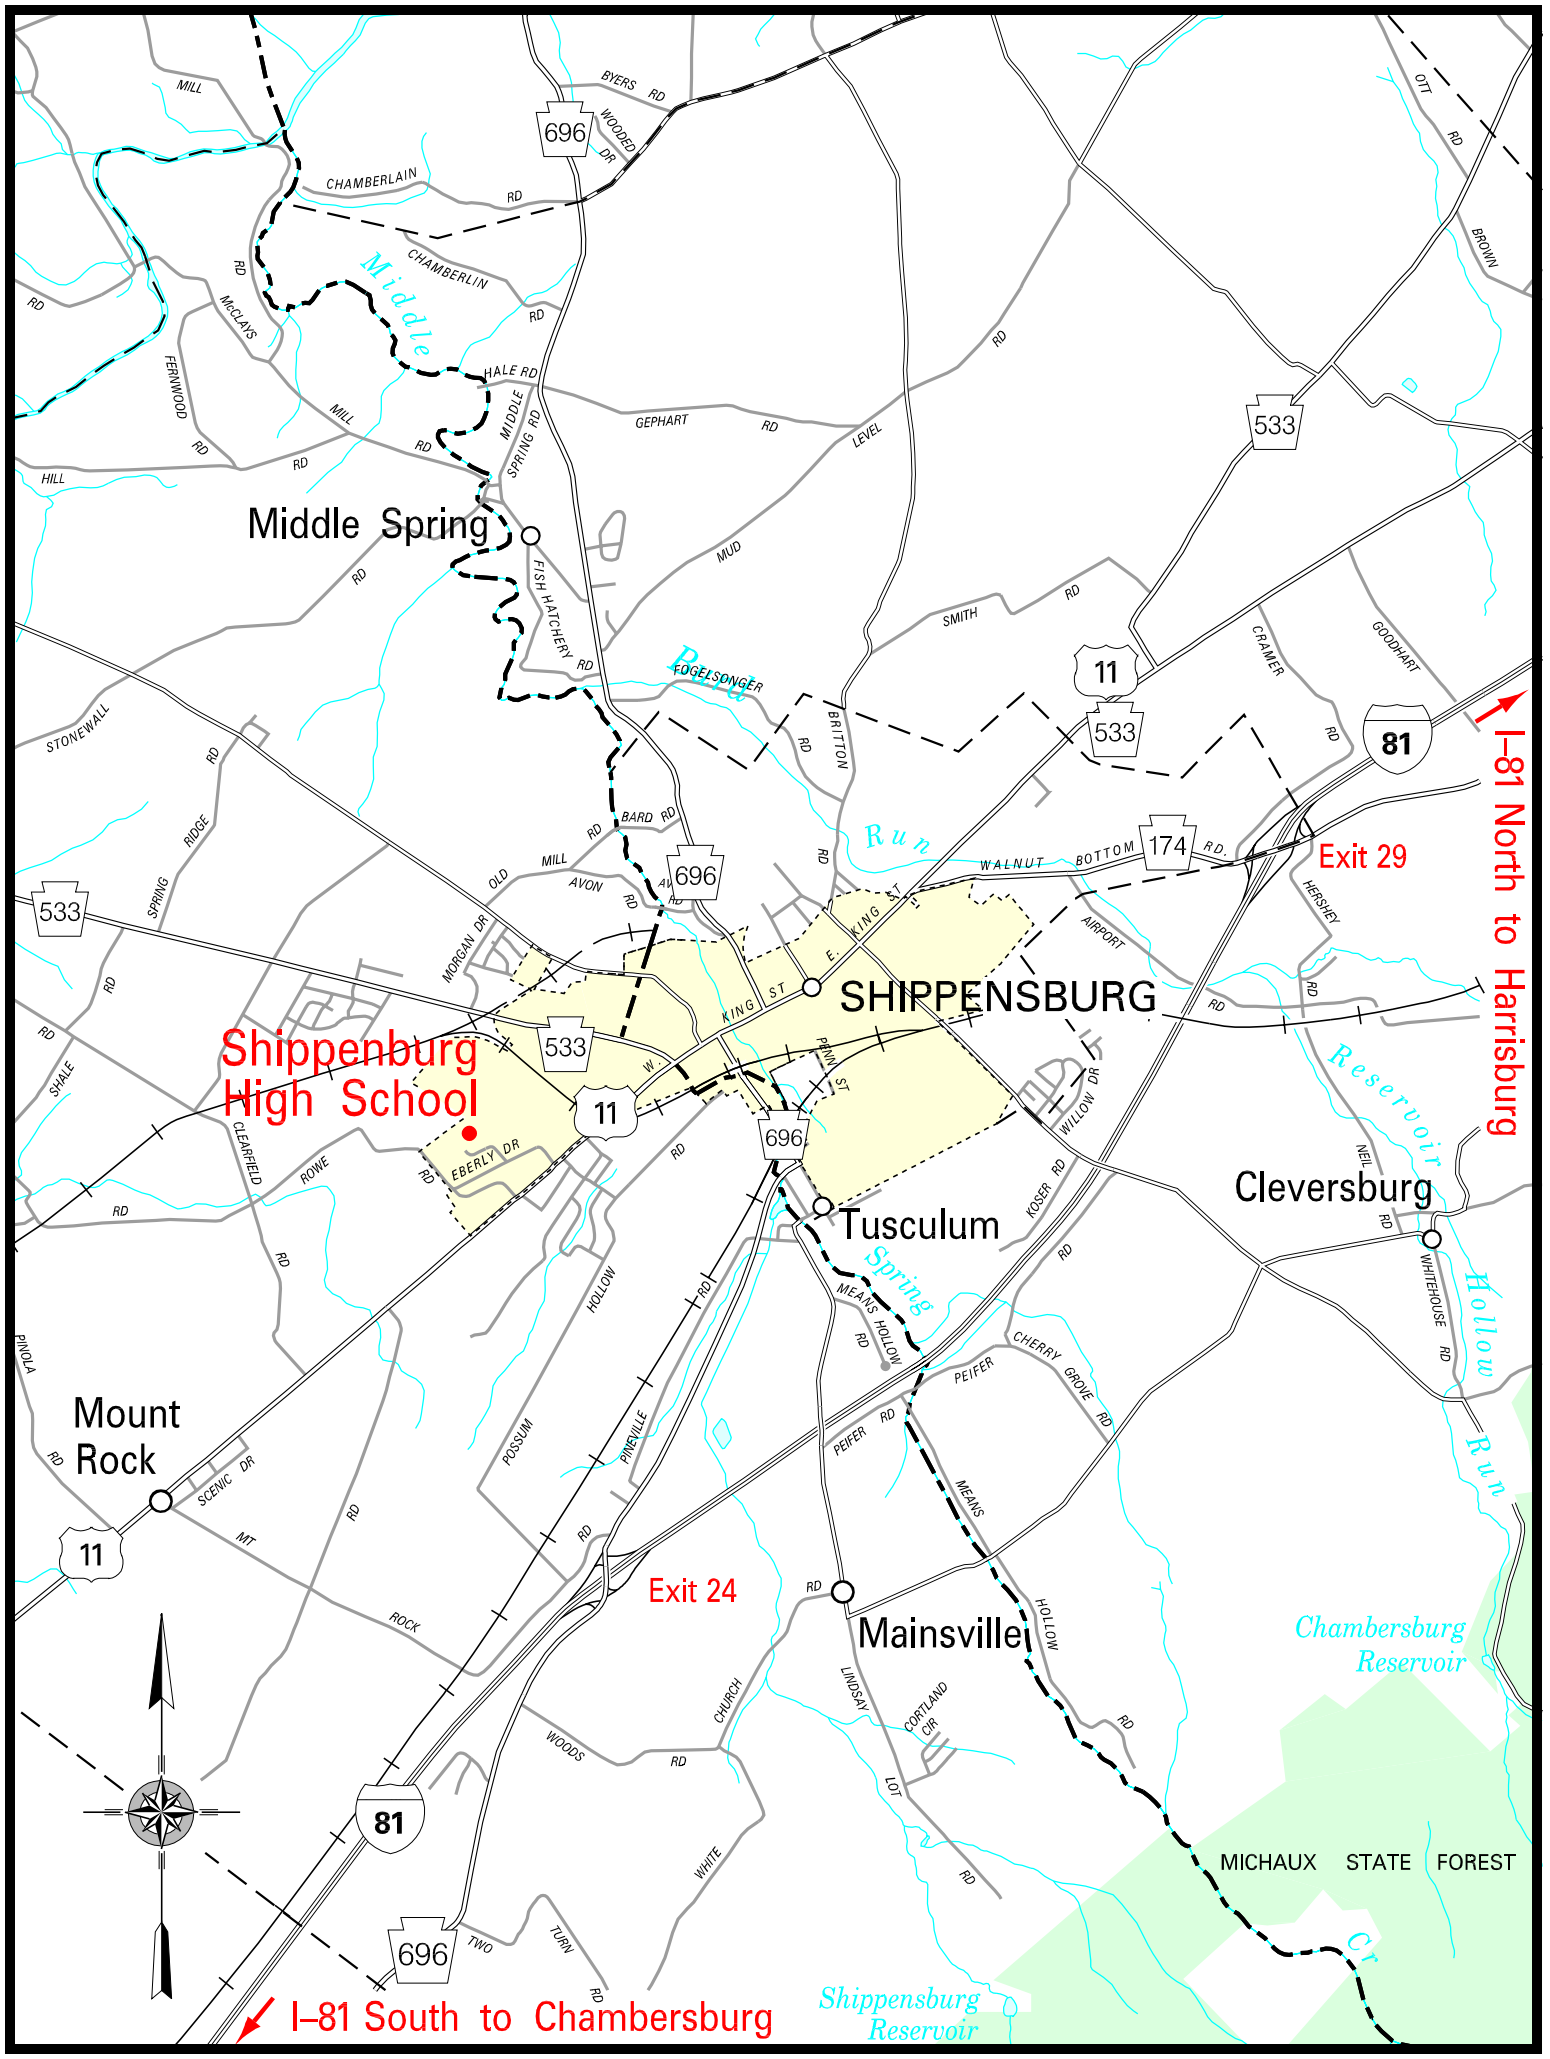 MILL
BYERS RD
696
WOODED
DR
OTT
RD
CHAMBERLAIN
RD
BROWN
Middle
CHAMBERLIN
RD
RD
RD
McCLAYS
RD
FERNWOOD
HALE RD
MIDDLE
SPRING RD
MILL
GEPHART
RD
LEVEL
533
RD
RD
RD
HILL
Middle Spring
MUD
RD
FISH HATCHERY
RD
SMITH
RD
CRAMER
GOODHART
Burd
FOGELSONGER
11
STONEWALL
RD
RD
BRITTON
533
RD
81
I–81 North to Harrisburg
RIDGE
RD
BARD RD
Run
WALNUT BOTTOM RD.
174
Exit 29
MILL
RD
OLD
AVON
RD
AV
RD
696
533
SPRING
MORGAN DR
E. KING ST
AIRPORT
HERSHEY
RD
RD
KING ST
SHIPPENSBURG
RD
RD
SHALE
Shippenburg
High School
533
W.
PENN ST
11
Reservoir
CLEARFIELD
ROWE
RD
EBERLY DR
RD
696
WILLOW DR
KOSER RD
NEIL
RD
Cleversburg
RD
RD
HOLLOW
RD
Tusculum
Spring
MEANS HOLLOW
RD
RD
WHITEHOUSE
RD
Hollow
PINOLA
RD
Mount
Rock
SCENIC DR
POSSUM
PINEVILLE
PEIFER
RD
PEIFER
CHERRY GROVE
RD
Run
11
MT
RD
RD
MEANS
Exit 24
RD
ROCK
Mainsville
HOLLOW
Chambersburg
Reservoir
CHURCH
LINDSAY
CORTLAND
CIR
RD
WOODS
RD
LOT
81
WHITE
RD
MICHAUX STATE FOREST
696
TWO
TURN
RD
Cr
Shippensburg
Reservoir
I–81 South to Chambersburg